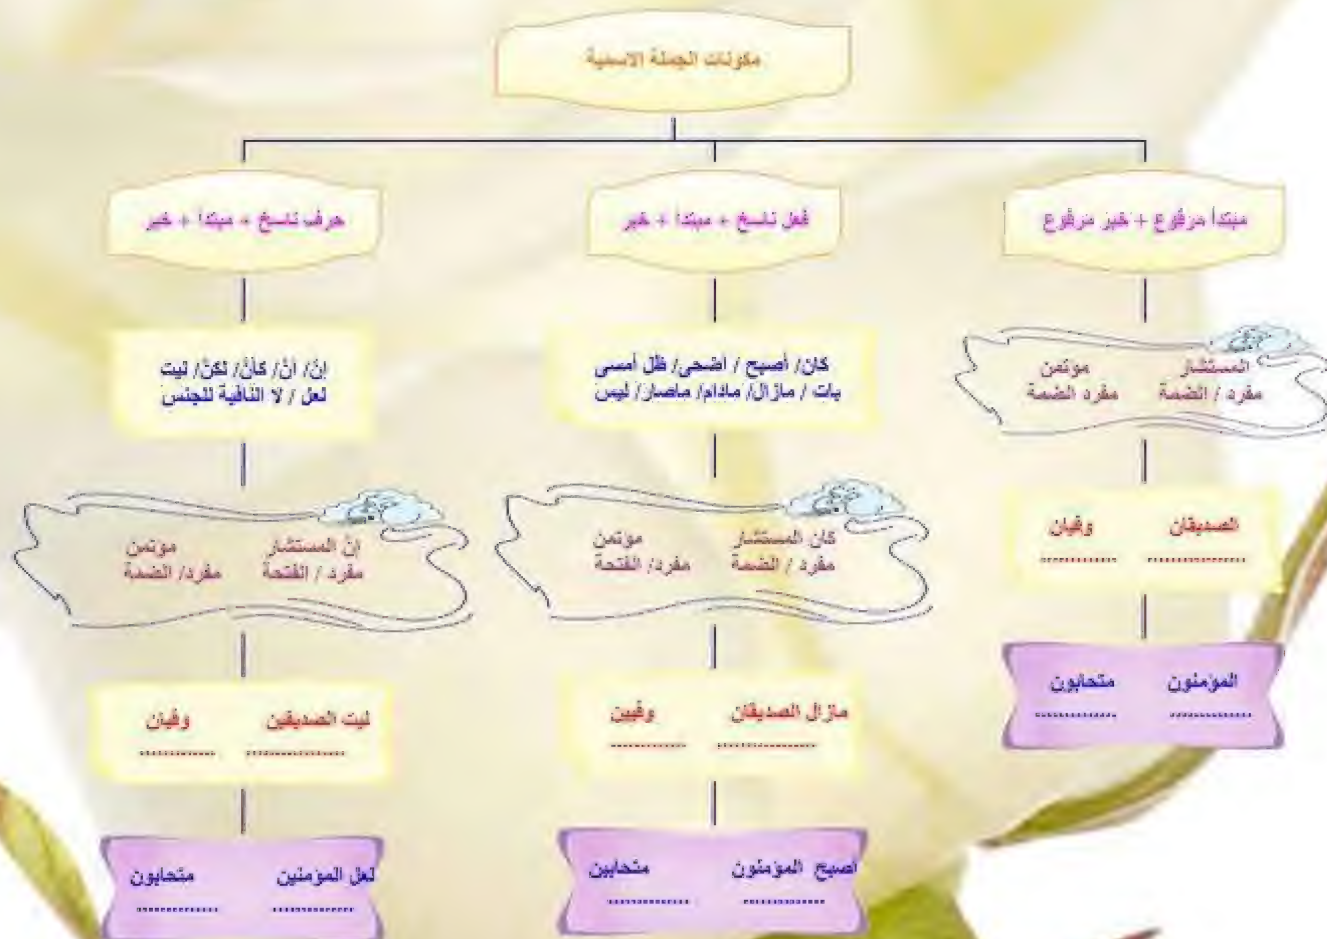 مكونات الجملة الاسمية
مبتدأ مرفوع + خبر مرفوع
فعل ناسخ + مبتدأ + خبر
حرف ناسخ + مبتدأ + خبر
المستشار مؤتمن
مفرد / الضمة مفرد الضمة
الصديقان وفيان
.................. ..............
المؤمنون متحابون
............... ...............
كان/ أصبح / اضحى/ ظل أمسى
بات / مازال/ مادام/ ماصار/ ليس
كان المستشار مؤتمن
مفرد / الضمة مفرد/ الفتحة
مازال الصديقان وفيين
.................. ..............
اصبح المؤمنون متحابين
............... ...............
إنّ/ أنّ/ كأنّ/ لكنّ/ ليت
لعل / لا النافية للجنس
إنّ المستشار مؤتمن
مفرد / الفتحة مفرد/ الضمة
ليت الصديقين وفيان
.................. ..............
لعل المؤمنين متحابون
............... ...............